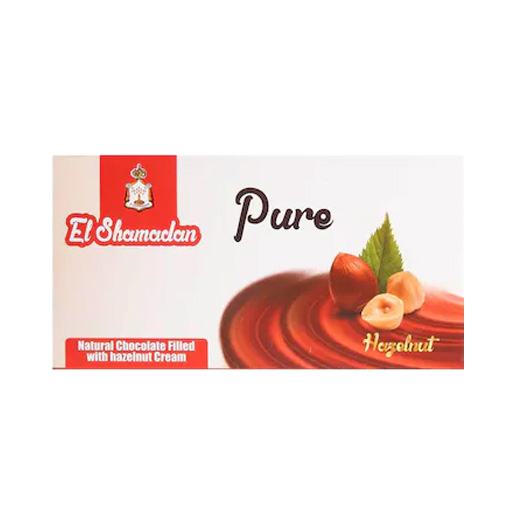 El Shamadan
Pure
Natural Chocolate Filled
with hazelnut Cream
Hazelnut